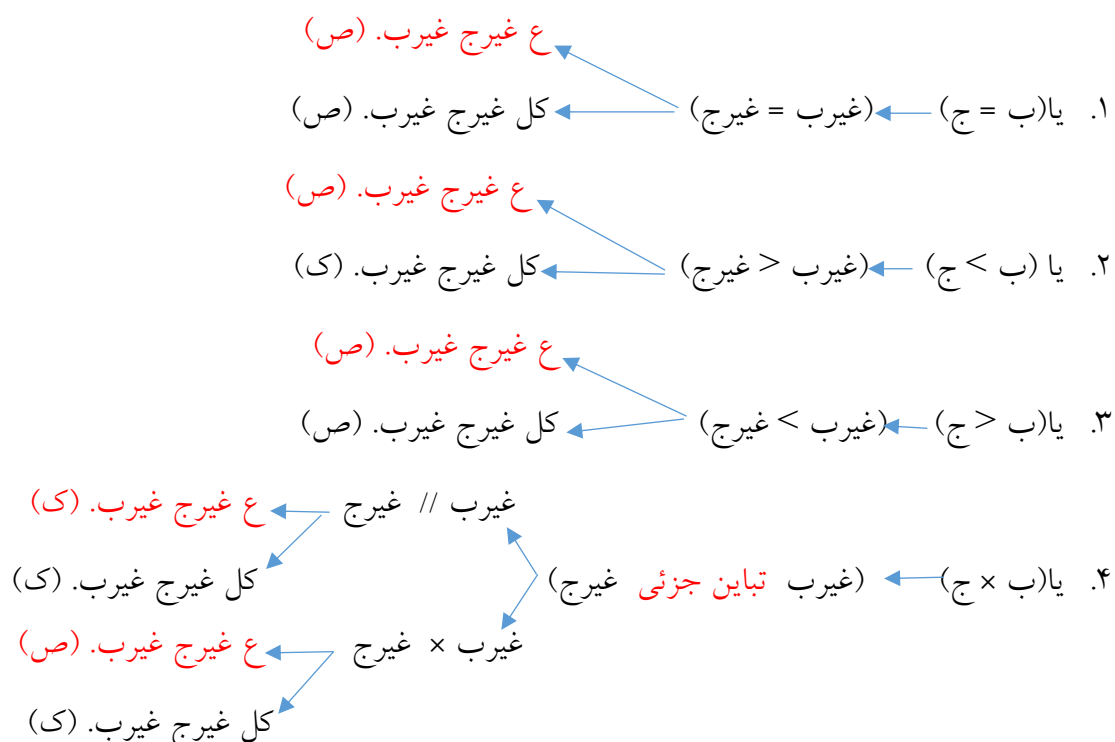 ع غیرج غیرب. (ص)
۱. یا(ب = ج) (غیرب = غیرج) کل غیرج غیرب. (ص)
ع غیرج غیرب. (ص)
۲. یا (ب > ج) (غیرب < غیرج) کل غیرج غیرب. (ک)
ع غیرج غیرب. (ص)
۳. یا(ب < ج) (غیرب > غیرج) کل غیرج غیرب. (ص)
غیرب // غیرج ع غیرج غیرب. (ک)
کل غیرج غیرب. (ک)
۴. یا(ب × ج) (غیرب تباین جزئی غیرج)
غیرب × غیرج ع غیرج غیرب. (ص)
کل غیرج غیرب. (ک)